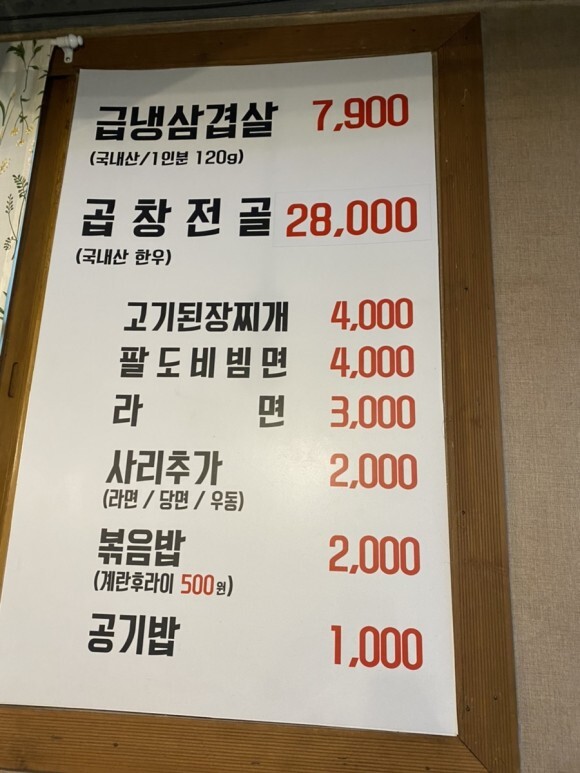 급냉삼겹살 7,900
(국내산/1인분 120g)
곱창전골 28,000
(국내산 한우)
고기된장찌개 4,000
팔도비빔면 4,000
라면 3,000
사리추가 2,000
(라면 / 당면 / 우동)
볶음밥 2,000
(계란후라이 500원)
공기밥 1,000